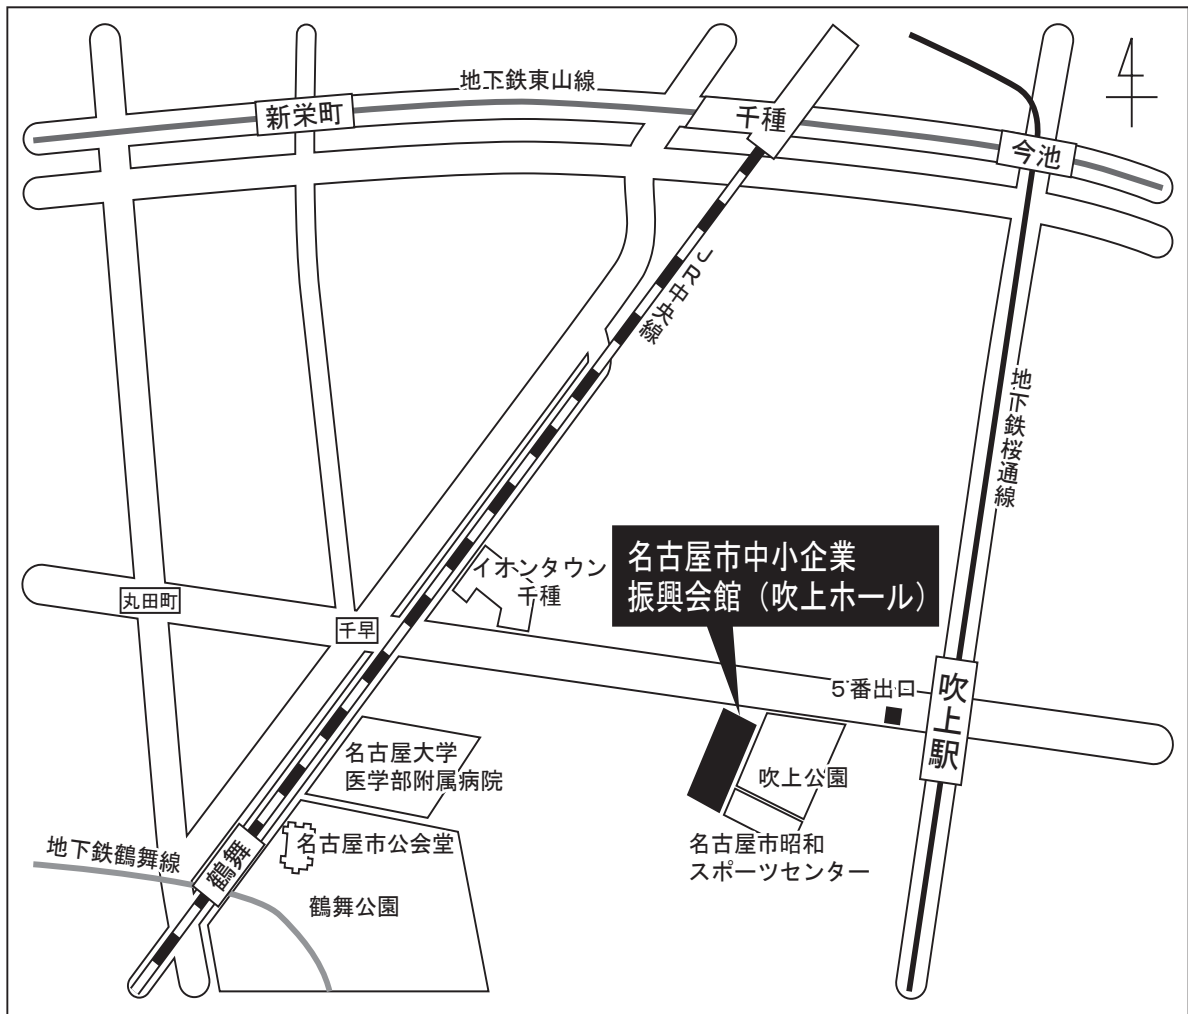 地下鉄東山線
新栄町
千種
今池
JR中央線
地下鉄桜通線
名古屋市中小企業
振興会館（吹上ホール）
イオンタウン
千種
丸田町
千早
5番出口
吹上駅
名古屋大学
医学部附属病院
吹上公園
名古屋市公会堂
名古屋市昭和
スポーツセンター
地下鉄鶴舞線
鶴舞
鶴舞公園